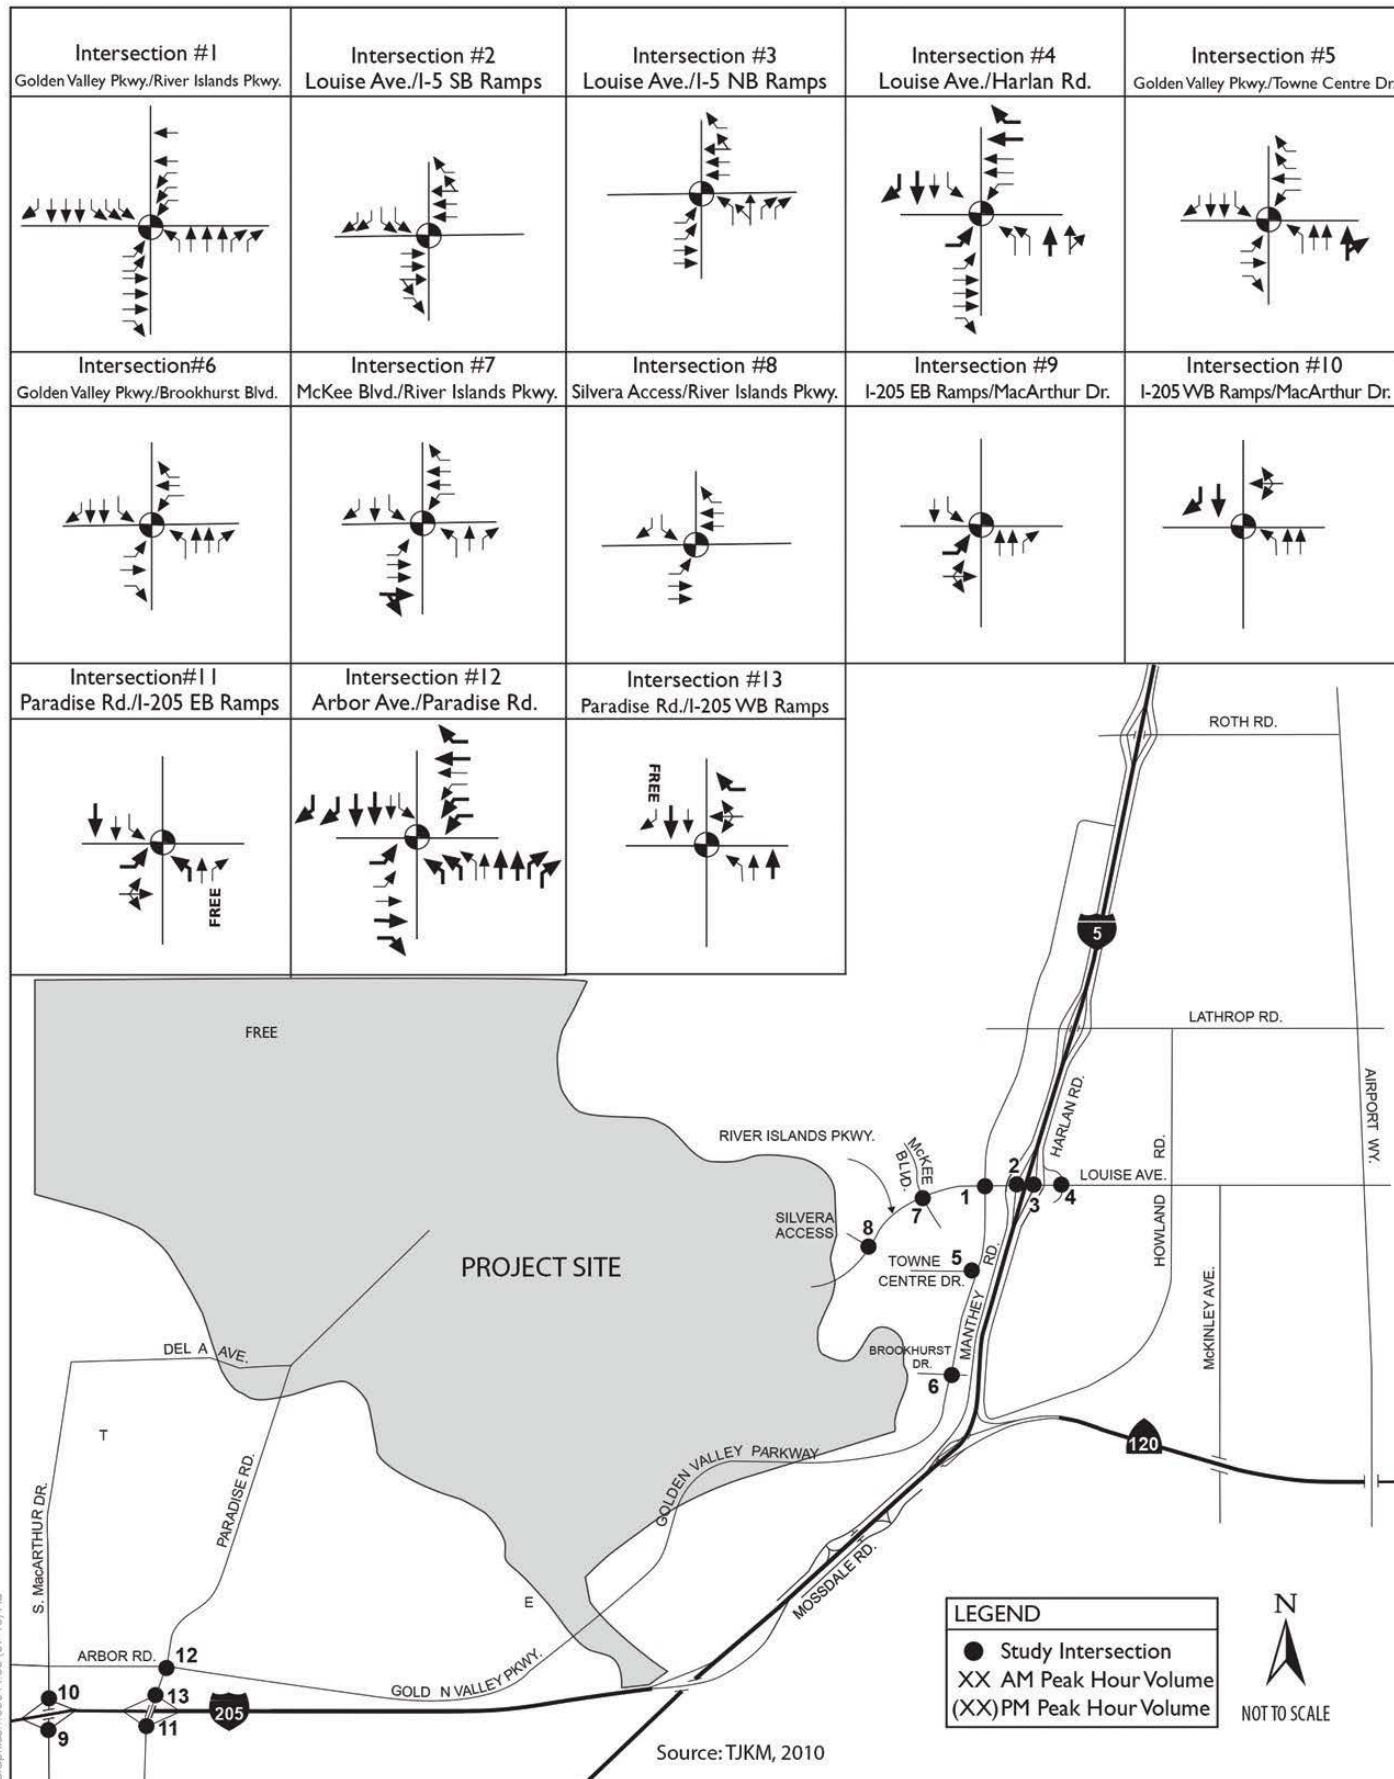 Intersection #1
Golden Valley Pkwy./River Islands Pkwy.
Intersection #2
Louise Ave./I-5 SB Ramps
Intersection #3
Louise Ave./I-5 NB Ramps
Intersection #4
Louise Ave./Harlan Rd.
Intersection #5
Golden Valley Pkwy./Towne Centre Dr.
Intersection#6
Golden Valley Pkwy./Brookhurst Blvd.
Intersection #7
McKee Blvd./River Islands Pkwy.
Intersection #8
Silvera Access/River Islands Pkwy.
Intersection #9
I-205 EB Ramps/MacArthur Dr.
Intersection #10
I-205 WB Ramps/MacArthur Dr.
Intersection#11
Paradise Rd./I-205 EB Ramps
FREE
Intersection #12
Arbor Ave./Paradise Rd.
Intersection #13
Paradise Rd./I-205 WB Ramps
FREE
ROTH RD.
5
FREE
LATHROP RD.
HARLAN RD.
AIRPORT WY.
RIVER ISLANDS PKWY.
McKEE
BLVD.
HOWLAND RD.
LOUISE AVE.
1
2
3
4
7
8
SILVERA
ACCESS
TOWNE
CENTRE DR.
5
MANTHEY RD.
McKINLEY AVE.
PROJECT SITE
BROOKHURST
DR.
6
DEL A AVE.
T
120
GOLDEN VALLEY PARKWAY
PARADISE RD.
S. MacARTHUR DR.
MOSSDALE RD.
E
ARBOR RD.
12
GOLD N VALLEY PKWY.
10
13
205
9
11
LEGEND
Study Intersection
XX AM Peak Hour Volume
(XX) PM Peak Hour Volume
N
NOT TO SCALE
Source: TJKM, 2010